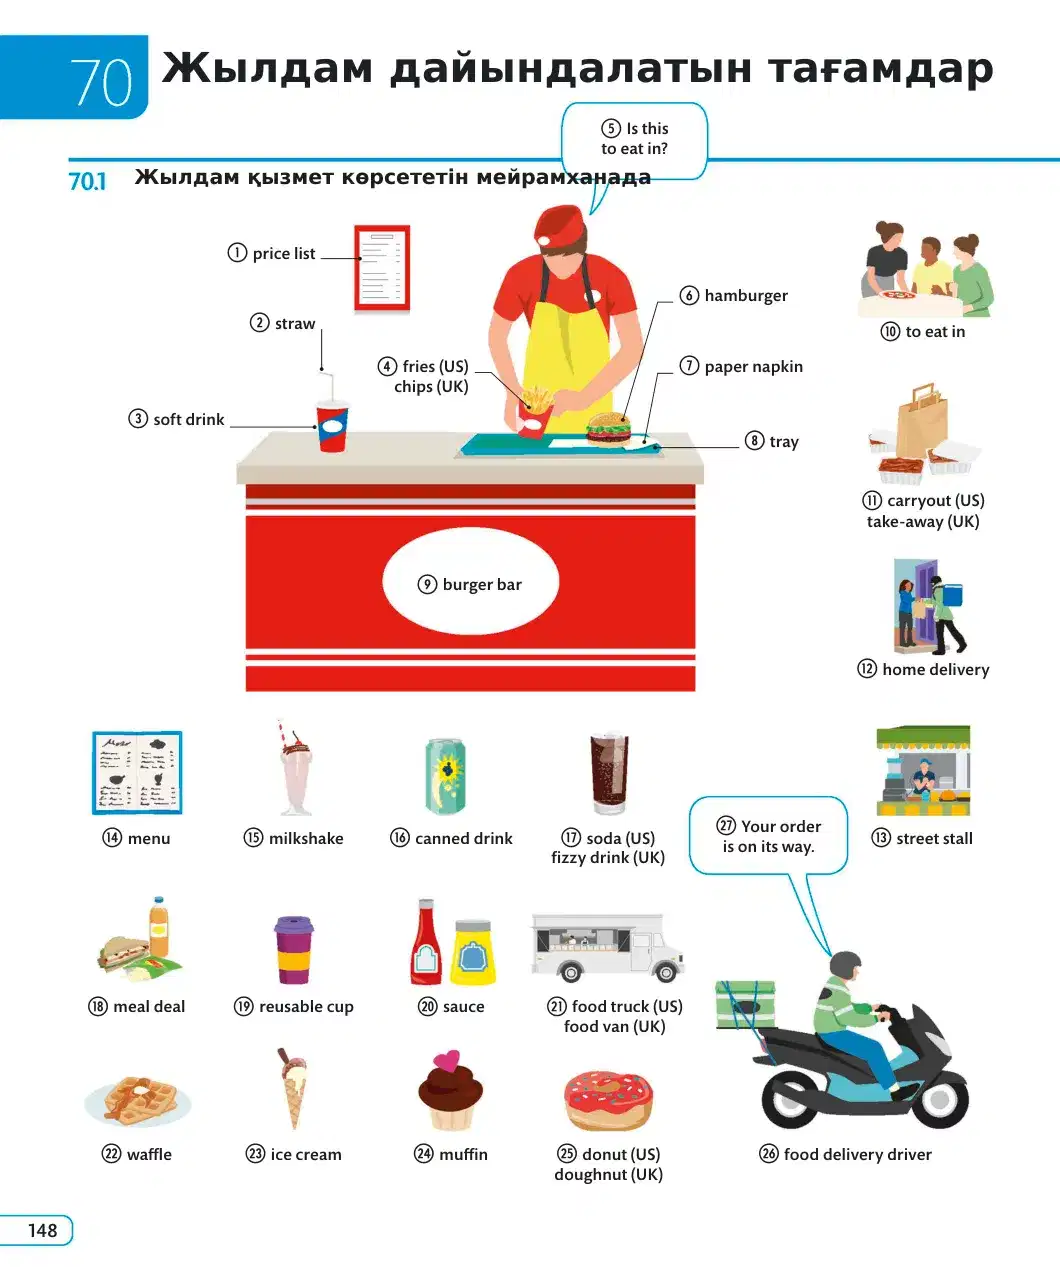 70
Жылдам дайындалатын тағамдар
⑤ Is this
to eat in?
70.1 Жылдам қызмет көрсететін мейрамханада
① price list
② straw
③ soft drink
④ fries (US)
chips (UK)
⑥ hamburger
⑦ paper napkin
⑧ tray
⑨ burger bar
⑩ to eat in
⑪ carryout (US)
take-away (UK)
⑫ home delivery
⑬ street stall
⑭ menu
⑮ milkshake
⑯ canned drink
⑰ soda (US)
fizzy drink (UK)
⑱ meal deal
⑲ reusable cup
⑳ sauce
㉑ food truck (US)
food van (UK)
㉒ waffle
㉓ ice cream
㉔ muffin
㉕ donut (US)
doughnut (UK)
㉖ food delivery driver
㉗ Your order
is on its way.
148